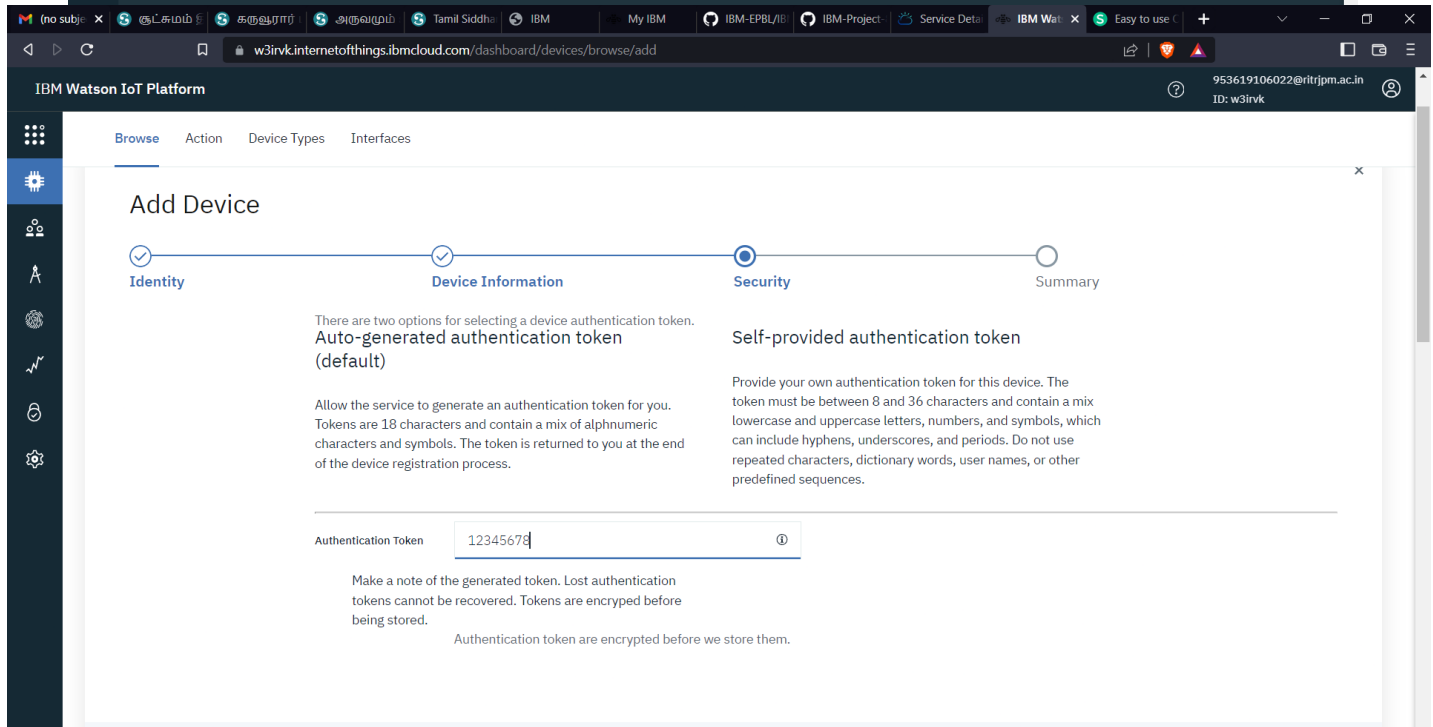 (no subje
சூட்சுமம் நி
கருவூரார்
அருவமும்
Tamil Siddha
IBM
My IBM
IBM-EPBL/IB
IBM-Project-
Service Detai
IBM Wat
Easy to use C
w3irvk.internetofthings.ibmcloud.com/dashboard/devices/browse/add
IBM Watson IoT Platform
953619106022@ritrjpm.ac.in
ID: w3irvk
Browse Action Device Types Interfaces
Add Device
Identity Device Information Security Summary
There are two options for selecting a device authentication token.
Auto-generated authentication token
(default)
Allow the service to generate an authentication token for you.
Tokens are 18 characters and contain a mix of alphnumeric
characters and symbols. The token is returned to you at the end
of the device registration process.
Self-provided authentication token
Provide your own authentication token for this device. The
token must be between 8 and 36 characters and contain a mix
lowercase and uppercase letters, numbers, and symbols, which
can include hyphens, underscores, and periods. Do not use
repeated characters, dictionary words, user names, or other
predefined sequences.
Authentication Token 12345678
Make a note of the generated token. Lost authentication
tokens cannot be recovered. Tokens are encryped before
being stored.
Authentication token are encrypted before we store them.